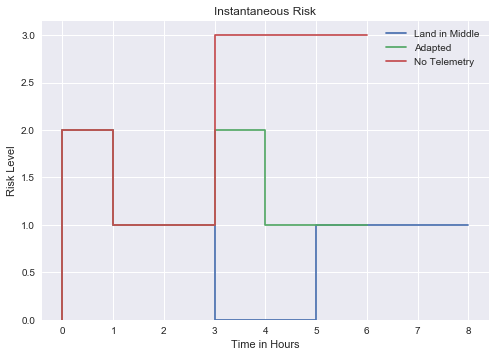 Instantaneous Risk
Land in Middle
Adapted
No Telemetry
Risk Level
3.0
2.5
2.0
1.5
1.0
0.5
0.0
0 1 2 3 4 5 6 7 8
Time in Hours